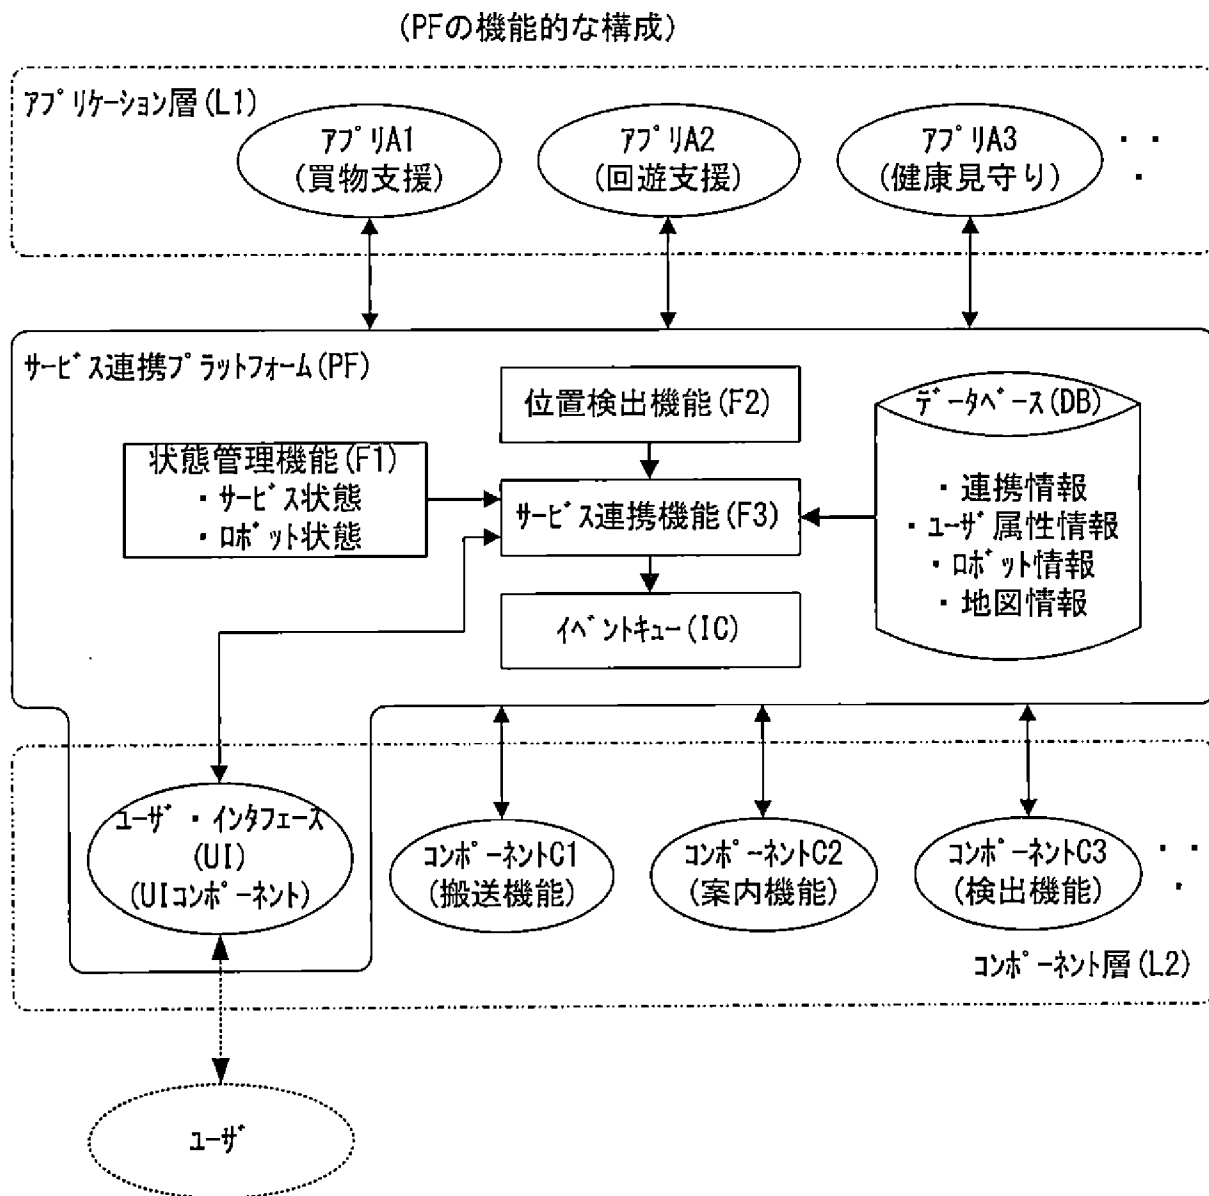 (PFの機能的な構成)
ｱﾌﾟﾘｹｰｼｮﾝ層(L1)
ｱﾌﾟﾘA1
(買物支援)
ｱﾌﾟﾘA2
(回遊支援)
ｱﾌﾟﾘA3
(健康見守り)
・・・
ｻｰﾋﾞｽ連携ﾌﾟﾗｯﾄﾌｫｰﾑ(PF)
位置検出機能(F2)
ﾃﾞｰﾀﾍﾞｰｽ(DB)
状態管理機能(F1)
・ｻｰﾋﾞｽ状態
・ﾛﾎﾞｯﾄ状態
ｻｰﾋﾞｽ連携機能(F3)
・連携情報
・ﾕｰｻﾞ属性情報
・ﾛﾎﾞｯﾄ情報
・地図情報
ｲﾍﾞﾝﾄｷｭｰ(IC)
ﾕｰｻﾞ・ｲﾝﾀﾌｪｰｽ
(UI)
(UIｺﾝﾎﾟｰﾈﾝﾄ)
ｺﾝﾎﾟｰﾈﾝﾄC1
(搬送機能)
ｺﾝﾎﾟｰﾈﾝﾄC2
(案内機能)
ｺﾝﾎﾟｰﾈﾝﾄC3
(検出機能)
・・・
ｺﾝﾎﾟｰﾈﾝﾄ層(L2)
ﾕｰｻﾞ